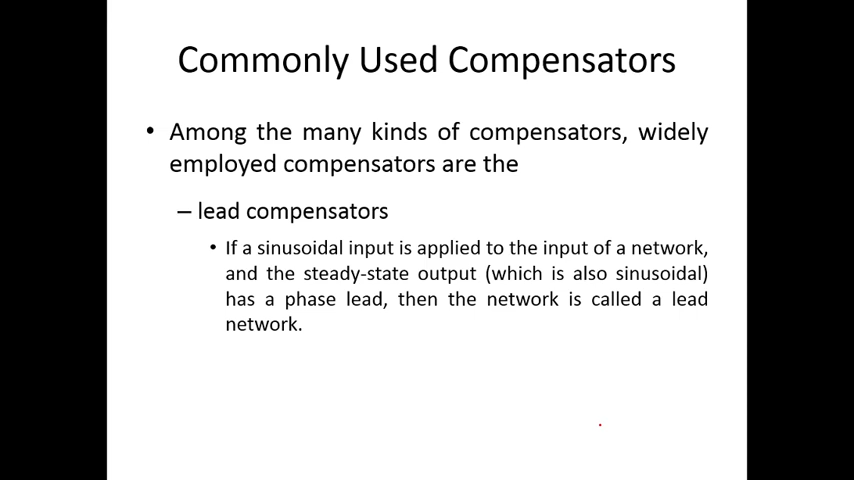 Commonly Used Compensators
• Among the many kinds of compensators, widely
employed compensators are the
– lead compensators
• If a sinusoidal input is applied to the input of a network,
and the steady-state output (which is also sinusoidal)
has a phase lead, then the network is called a lead
network.